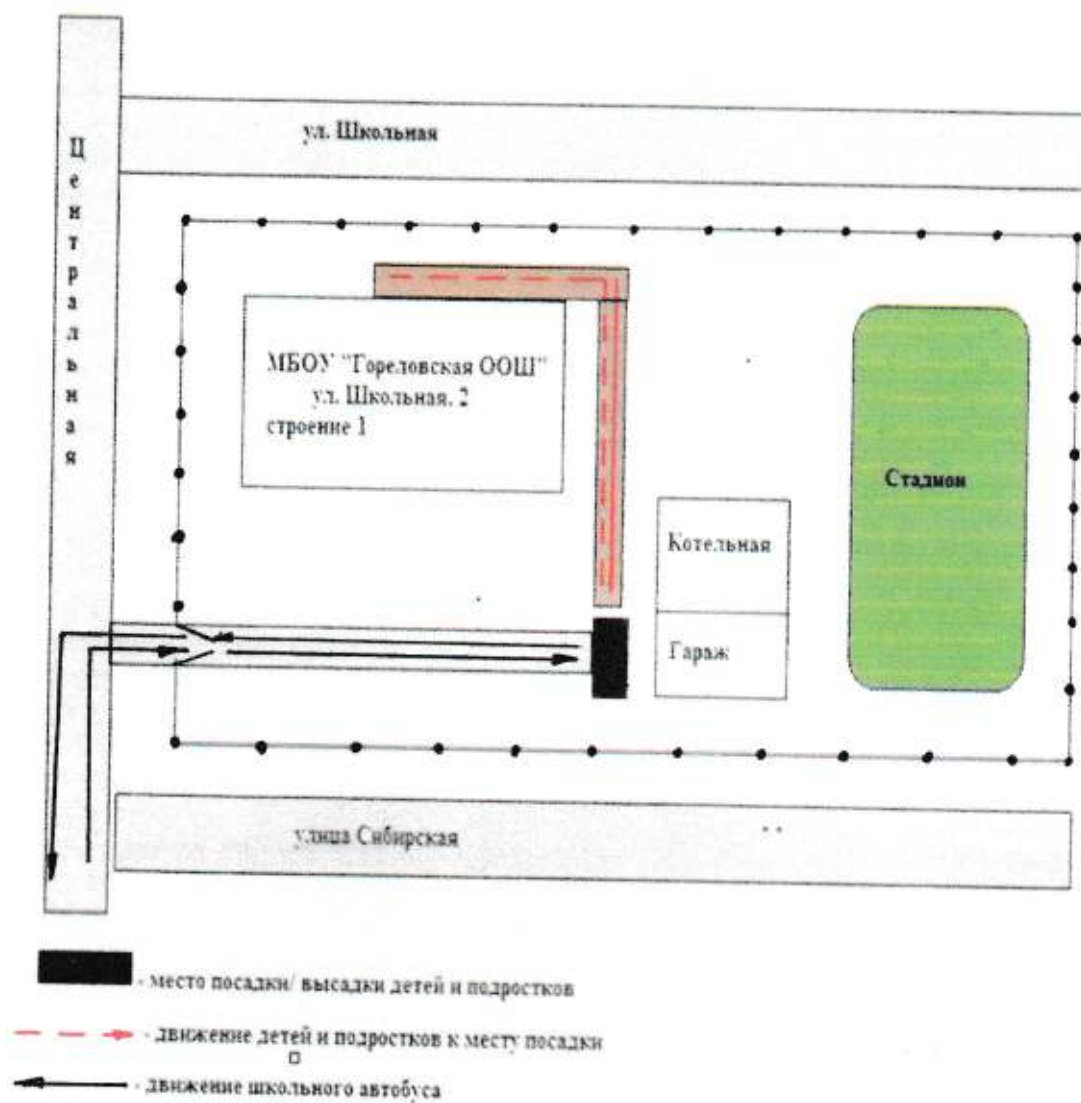 ул. Школьная
Центральная
МБОУ "Гореловская ООШ"
ул. Школьная. 2
строение 1
Стадион
Котельная
Гараж
улица Сибирская
- место посадки/ высадки детей и подростков
- движение детей и подростков к месту посадки
- движение школьного автобуса